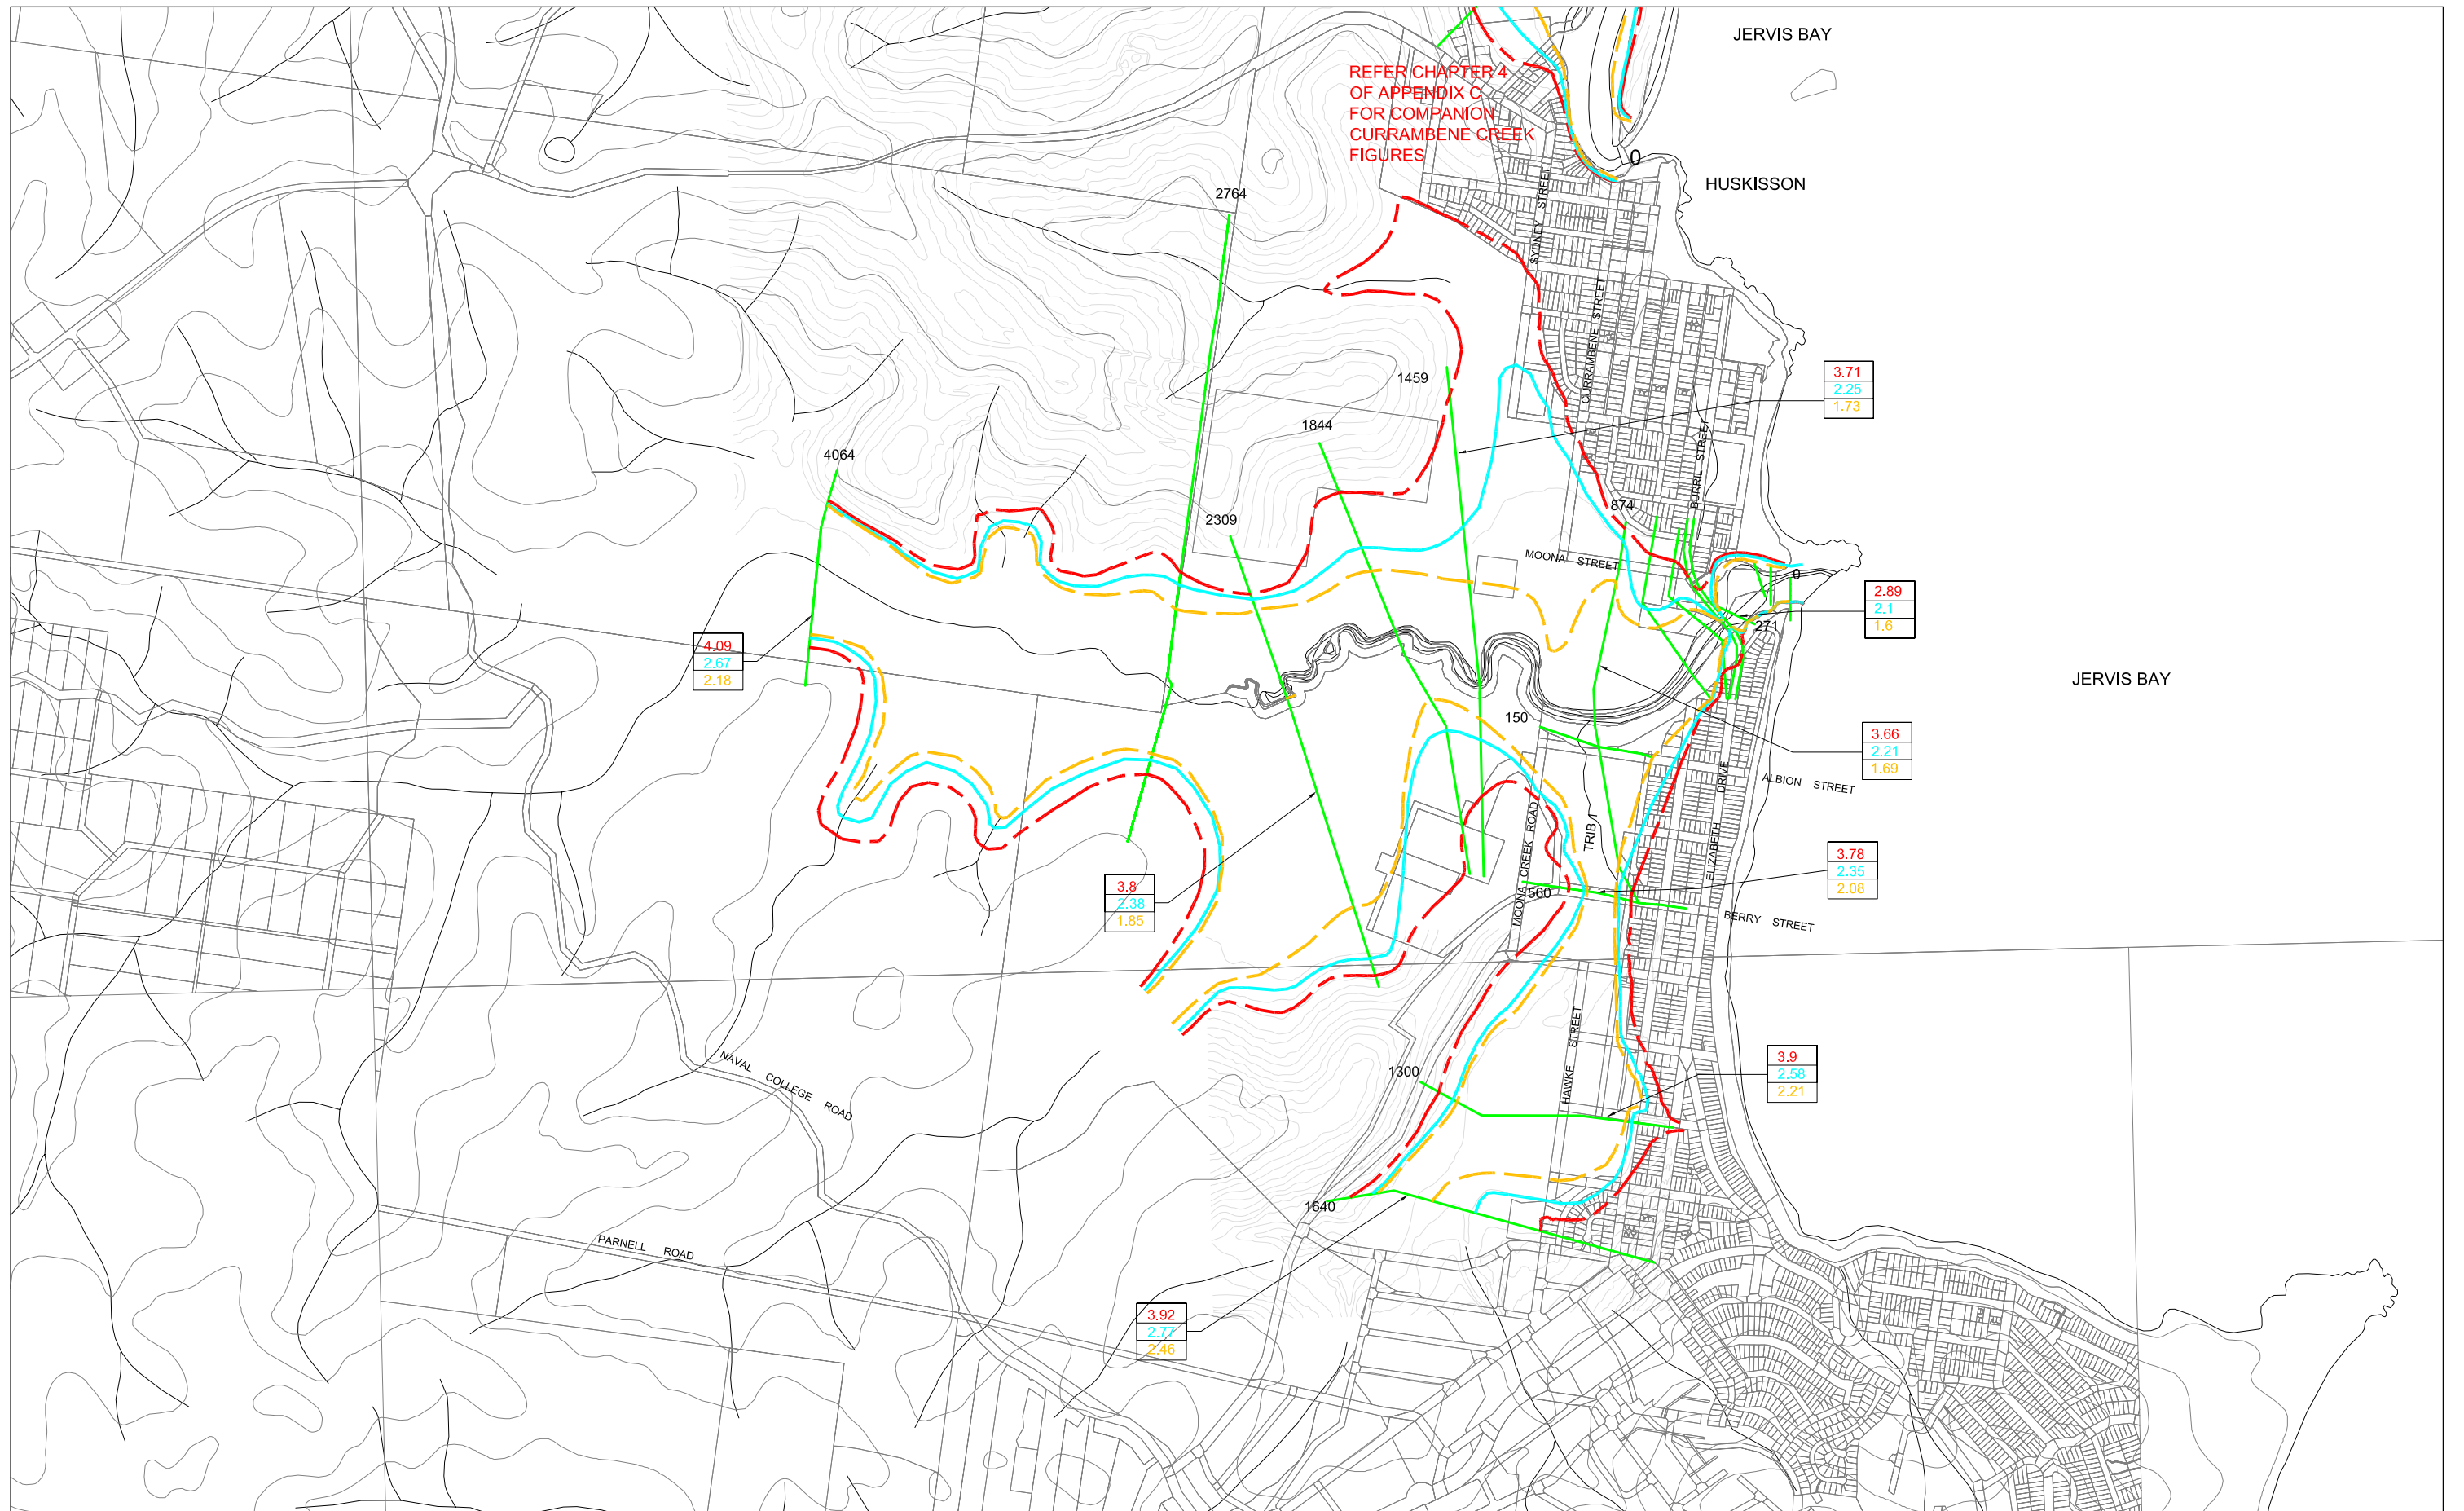 JERVIS BAY
REFER CHAPTER 4
OF APPENDIX C
FOR COMPANION
CURRAMBENE CREEK
FIGURES
0
HUSKISSON
2764
SYDNEY STREET
CURRAMBENE STREET
1459
3.71
2.25
1.73
1844
4064
BURRIL STREET
874
2309
MOONA STREET
0
2.89
2.1
1.6
271
4.09
2.67
2.18
JERVIS BAY
150
3.66
2.21
1.69
ALBION STREET
ELIZABETH DRIVE
MOONA CREEK ROAD
TRIB 1
3.78
2.35
2.08
3.8
2.38
1.85
560
BERRY STREET
HAWKE STREET
NAVAL COLLEGE ROAD
1300
3.9
2.58
2.21
1640
PARNELL ROAD
3.92
2.77
2.46